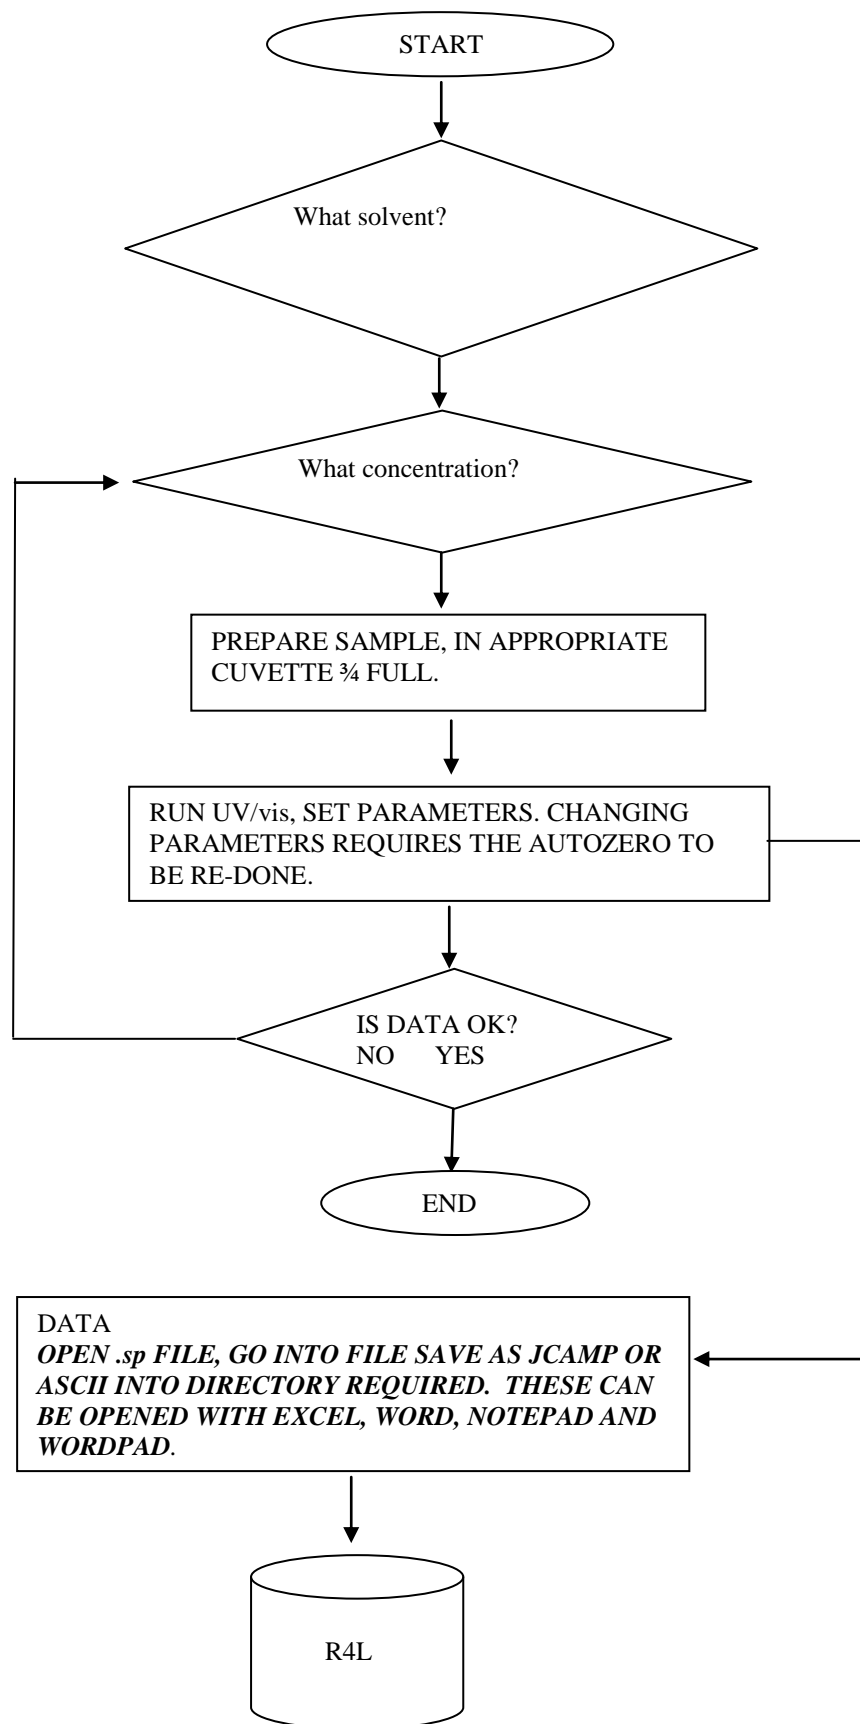 START
What solvent?
What concentration?
PREPARE SAMPLE, IN APPROPRIATE
CUVETTE ¾ FULL.
RUN UV/vis, SET PARAMETERS. CHANGING
PARAMETERS REQUIRES THE AUTOZERO TO
BE RE-DONE.
IS DATA OK?
NO YES
END
DATA
OPEN .sp FILE, GO INTO FILE SAVE AS JCAMP OR
ASCII INTO DIRECTORY REQUIRED. THESE CAN
BE OPENED WITH EXCEL, WORD, NOTEPAD AND
WORDPAD.
R4L